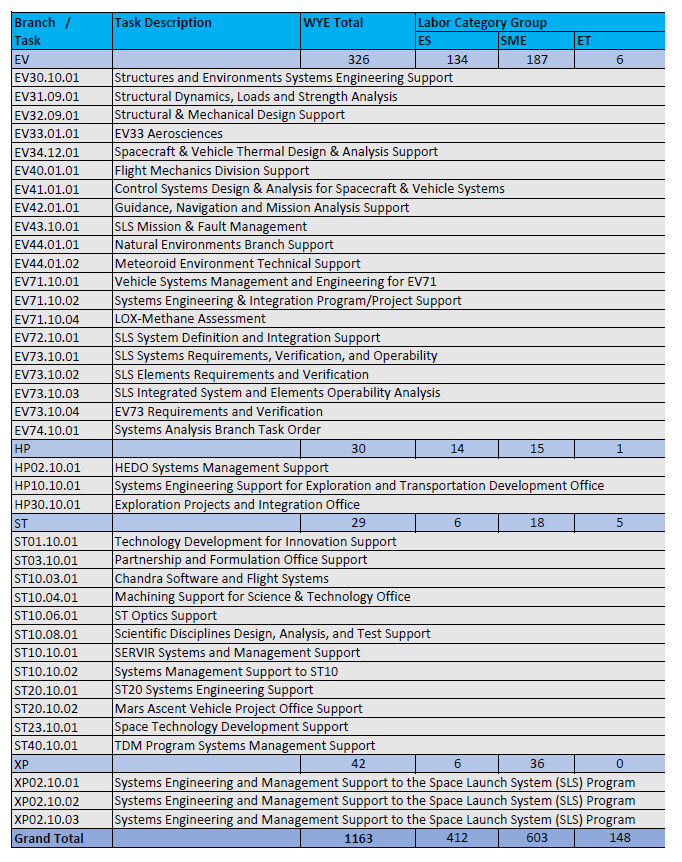 Branch / Task Task Description WYE Total Labor Category Group
ES SME ET
EV 326 134 187 6
EV30.10.01 Structures and Environments Systems Engineering Support
EV31.09.01 Structural Dynamics, Loads and Strength Analysis
EV32.09.01 Structural & Mechanical Design Support
EV33.01.01 EV33 Aerosciences
EV34.12.01 Spacecraft & Vehicle Thermal Design & Analysis Support
EV40.01.01 Flight Mechanics Division Support
EV41.01.01 Control Systems Design & Analysis for Spacecraft & Vehicle Systems
EV42.01.01 Guidance, Navigation and Mission Analysis Support
EV43.10.01 SLS Mission & Fault Management
EV44.01.01 Natural Environments Branch Support
EV44.01.02 Meteoroid Environment Technical Support
EV71.10.01 Vehicle Systems Management and Engineering for EV71
EV71.10.02 Systems Engineering & Integration Program/Project Support
EV71.10.04 LOX-Methane Assessment
EV72.10.01 SLS System Definition and Integration Support
EV73.10.01 SLS Systems Requirements, Verification, and Operability
EV73.10.02 SLS Elements Requirements and Verification
EV73.10.03 SLS Integrated System and Elements Operability Analysis
EV73.10.04 EV73 Requirements and Verification
EV74.10.01 Systems Analysis Branch Task Order
HP 30 14 15 1
HP02.10.01 HEDO Systems Management Support
HP10.10.01 Systems Engineering Support for Exploration and Transportation Development Office
HP30.10.01 Exploration Projects and Integration Office
ST 29 6 18 5
ST01.10.01 Technology Development for Innovation Support
ST03.10.01 Partnership and Formulation Office Support
ST10.03.01 Chandra Software and Flight Systems
ST10.04.01 Machining Support for Science & Technology Office
ST10.06.01 ST Optics Support
ST10.08.01 Scientific Disciplines Design, Analysis, and Test Support
ST10.10.01 SERVIR Systems and Management Support
ST10.10.02 Systems Management Support to ST10
ST20.10.01 ST20 Systems Engineering Support
ST20.10.02 Mars Ascent Vehicle Project Office Support
ST23.10.01 Space Technology Development Support
ST40.10.01 TDM Program Systems Management Support
XP 42 6 36 0
XP02.10.01 Systems Engineering and Management Support to the Space Launch System (SLS) Program
XP02.10.02 Systems Engineering and Management Support to the Space Launch System (SLS) Program
XP02.10.03 Systems Engineering and Management Support to the Space Launch System (SLS) Program
Grand Total 1163 412 603 148